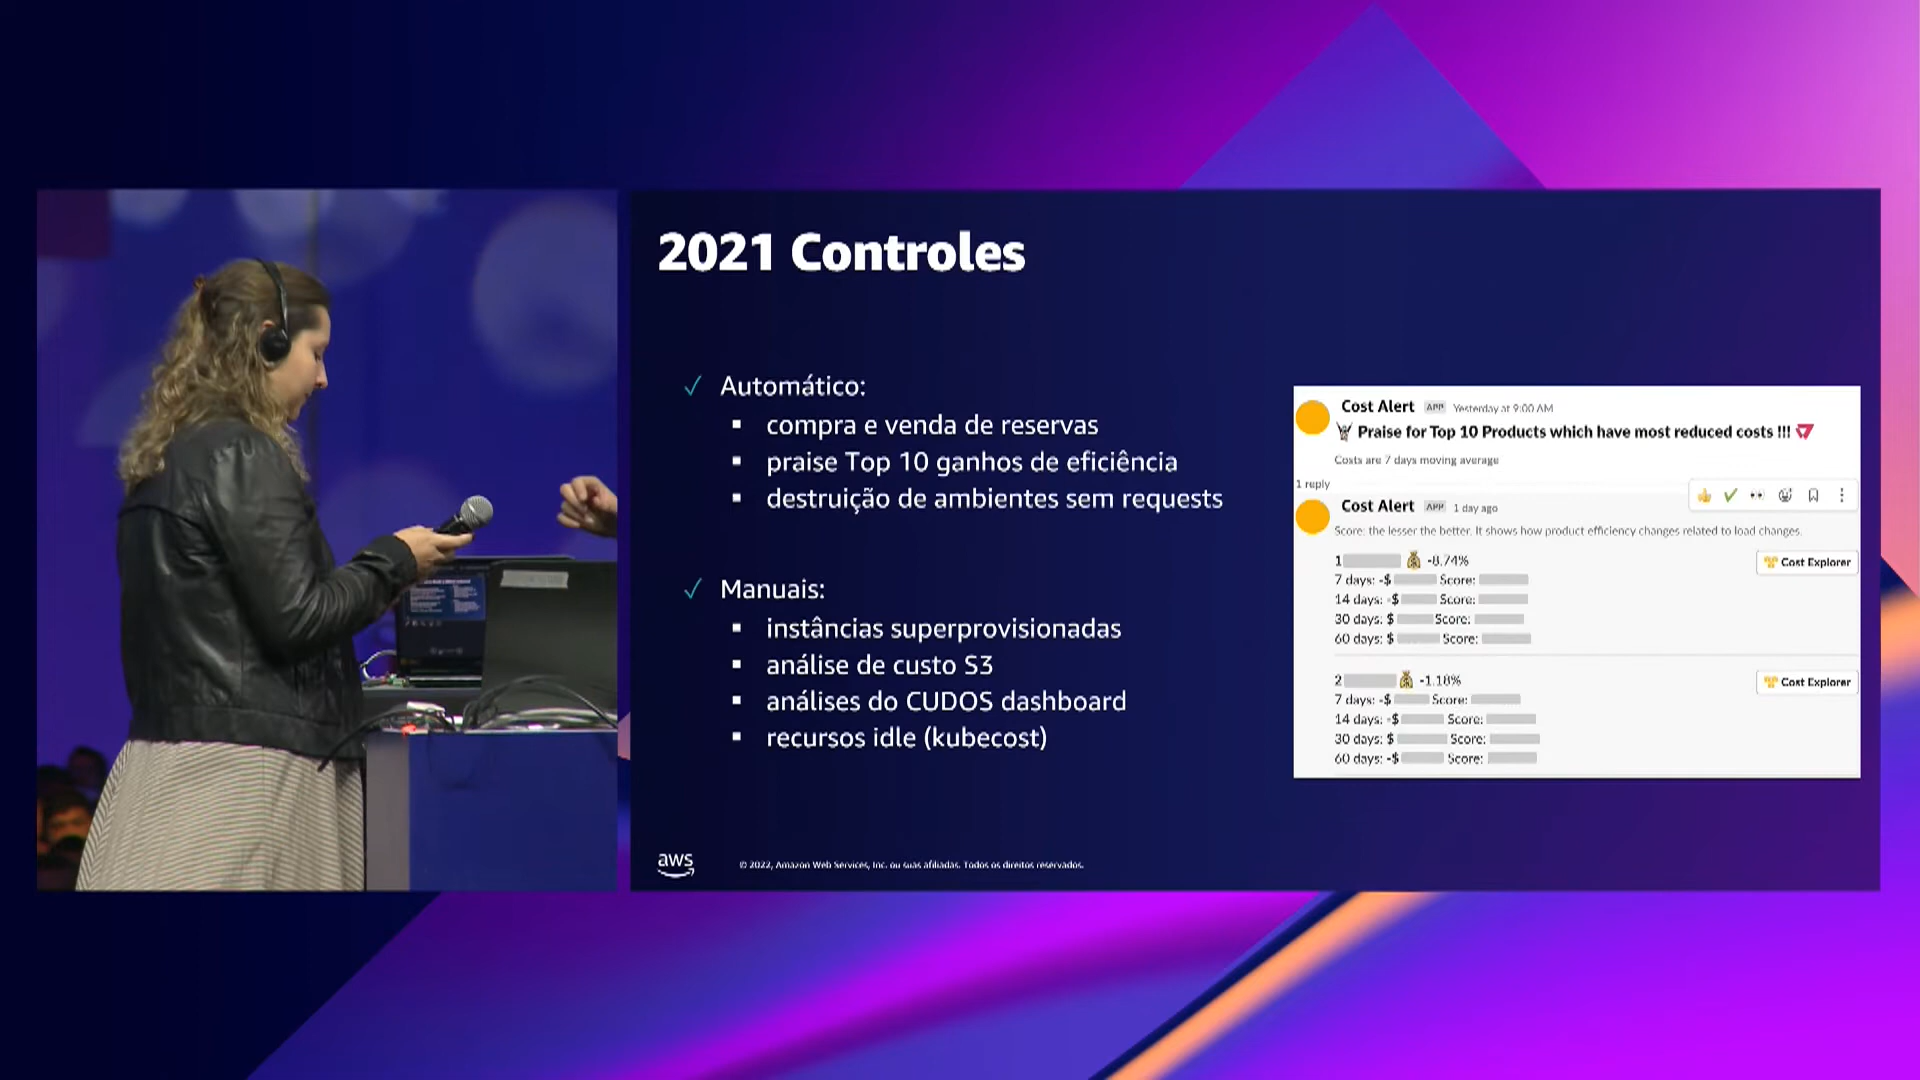 2021 Controles
✓ Automático:
▪ compra e venda de reservas
▪ praise Top 10 ganhos de eficiência
▪ destruição de ambientes sem requests
✓ Manuais:
▪ instâncias superprovisionadas
▪ análise de custo S3
▪ análises do CUDOS dashboard
▪ recursos idle (kubecost)
Cost Alert APP Yesterday at 9:00 AM
Praise for Top 10 Products which have most reduced costs !!!
Costs are 7 days moving average
1 reply
Cost Alert APP 1 day ago
Score: the lesser the better. It shows how product efficiency changes related to load changes.
1 💰 -8.74%
Cost Explorer
7 days: -$ Score:
14 days: -$ Score:
30 days: $ Score:
60 days: $ Score:
2 💰 -1.18%
Cost Explorer
7 days: -$ Score:
14 days: -$ Score:
30 days: $ Score:
60 days: -$ Score:
aws
© 2022, Amazon Web Services, Inc. ou suas afiliadas. Todos os direitos reservados.